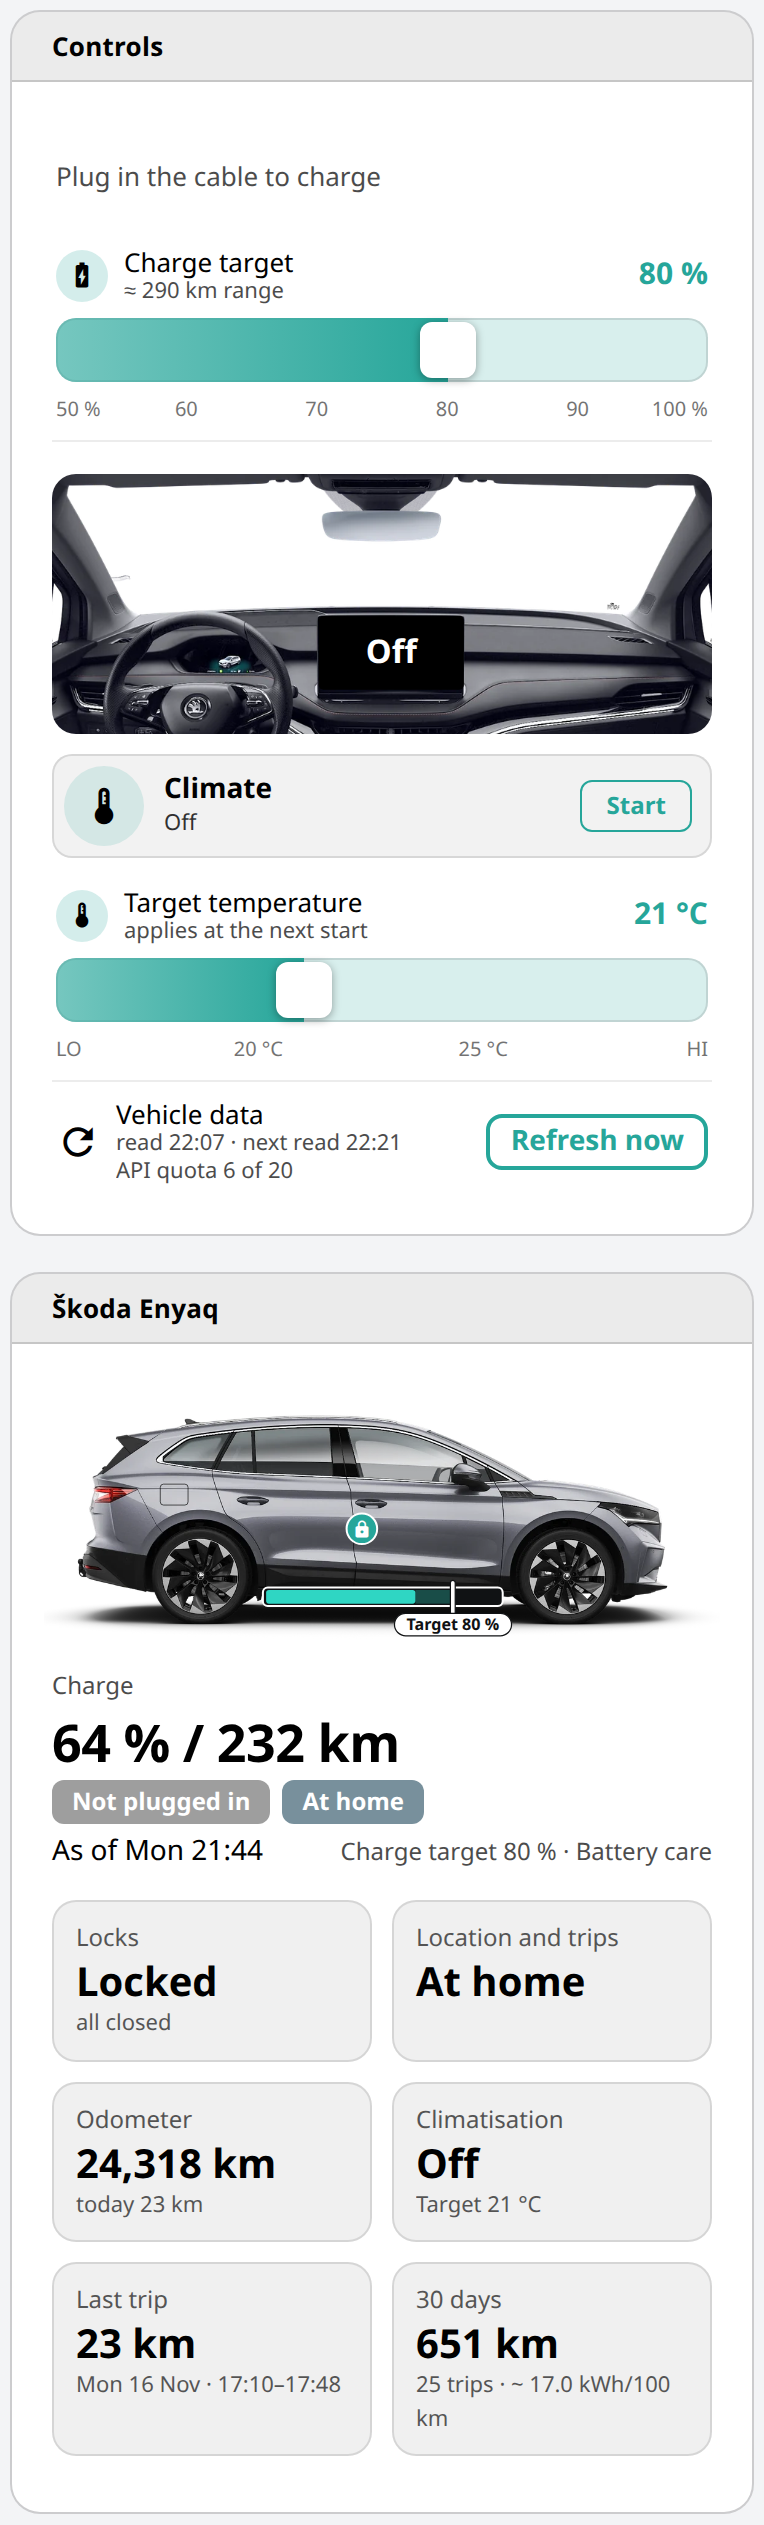 Controls
Plug in the cable to charge
Charge target
≈ 290 km range
80 %
50 % 60 70 80 90 100 %
Off
Climate
Off
Start
Target temperature
applies at the next start
21 °C
LO 20 °C 25 °C HI
Vehicle data
read 22:07 · next read 22:21
API quota 6 of 20
Refresh now
Škoda Enyaq
Target 80 %
Charge
64 % / 232 km
Not plugged in At home
As of Mon 21:44 Charge target 80 % · Battery care
Locks
Locked
all closed
Location and trips
At home
Odometer
24,318 km
today 23 km
Climatisation
Off
Target 21 °C
Last trip
23 km
Mon 16 Nov · 17:10–17:48
30 days
651 km
25 trips · ~ 17.0 kWh/100
km